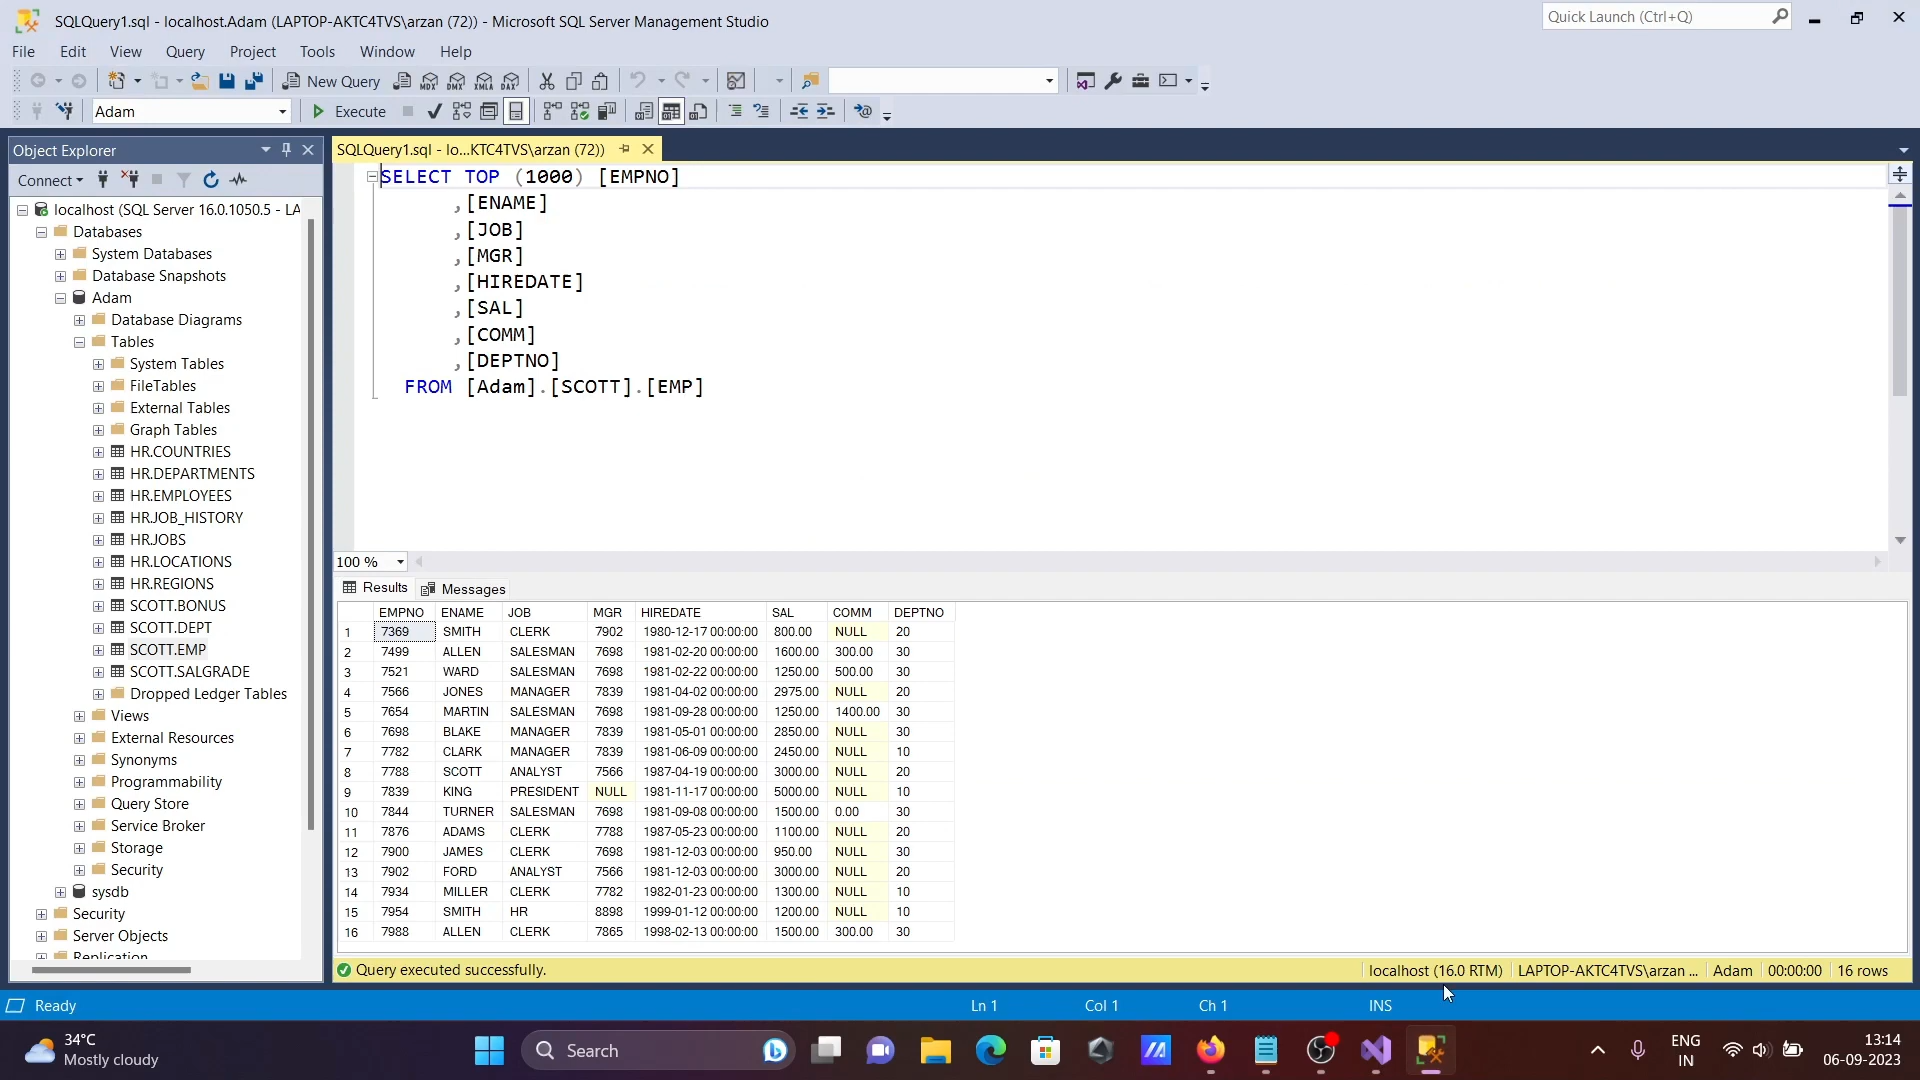 SQLQuery1.sql - localhost.Adam (LAPTOP-AKTC4TVS\arzan (72)) - Microsoft SQL Server Management Studio
Quick Launch (Ctrl+Q)
File Edit View Query Project Tools Window Help
New Query MDX DMX XMLA DAX
Adam Execute
Object Explorer
SQLQuery1.sql - lo...KTC4TVS\arzan (72))
Connect
localhost (SQL Server 16.0.1050.5 - LA
Databases
System Databases
Database Snapshots
Adam
Database Diagrams
Tables
System Tables
FileTables
External Tables
Graph Tables
HR.COUNTRIES
HR.DEPARTMENTS
HR.EMPLOYEES
HR.JOB_HISTORY
HR.JOBS
HR.LOCATIONS
HR.REGIONS
SCOTT.BONUS
SCOTT.DEPT
SCOTT.EMP
SCOTT.SALGRADE
Dropped Ledger Tables
Views
External Resources
Synonyms
Programmability
Query Store
Service Broker
Storage
Security
sysdb
Security
Server Objects
Replication
SELECT TOP (1000) [EMPNO]
,[ENAME]
,[JOB]
,[MGR]
,[HIREDATE]
,[SAL]
,[COMM]
,[DEPTNO]
FROM [Adam].[SCOTT].[EMP]
100 %
Results Messages
EMPNO ENAME JOB MGR HIREDATE SAL COMM DEPTNO
1 7369 SMITH CLERK 7902 1980-12-17 00:00:00 800.00 NULL 20
2 7499 ALLEN SALESMAN 7698 1981-02-20 00:00:00 1600.00 300.00 30
3 7521 WARD SALESMAN 7698 1981-02-22 00:00:00 1250.00 500.00 30
4 7566 JONES MANAGER 7839 1981-04-02 00:00:00 2975.00 NULL 20
5 7654 MARTIN SALESMAN 7698 1981-09-28 00:00:00 1250.00 1400.00 30
6 7698 BLAKE MANAGER 7839 1981-05-01 00:00:00 2850.00 NULL 30
7 7782 CLARK MANAGER 7839 1981-06-09 00:00:00 2450.00 NULL 10
8 7788 SCOTT ANALYST 7566 1987-04-19 00:00:00 3000.00 NULL 20
9 7839 KING PRESIDENT NULL 1981-11-17 00:00:00 5000.00 NULL 10
10 7844 TURNER SALESMAN 7698 1981-09-08 00:00:00 1500.00 0.00 30
11 7876 ADAMS CLERK 7788 1987-05-23 00:00:00 1100.00 NULL 20
12 7900 JAMES CLERK 7698 1981-12-03 00:00:00 950.00 NULL 30
13 7902 FORD ANALYST 7566 1981-12-03 00:00:00 3000.00 NULL 20
14 7934 MILLER CLERK 7782 1982-01-23 00:00:00 1300.00 NULL 10
15 7954 SMITH HR 8898 1999-01-12 00:00:00 1200.00 NULL 10
16 7988 ALLEN CLERK 7865 1998-02-13 00:00:00 1500.00 300.00 30
Query executed successfully. localhost (16.0 RTM) LAPTOP-AKTC4TVS\arzan ... Adam 00:00:00 16 rows
Ready Ln 1 Col 1 Ch 1 INS
34°C
Mostly cloudy
Search
ENG
IN
13:14
06-09-2023